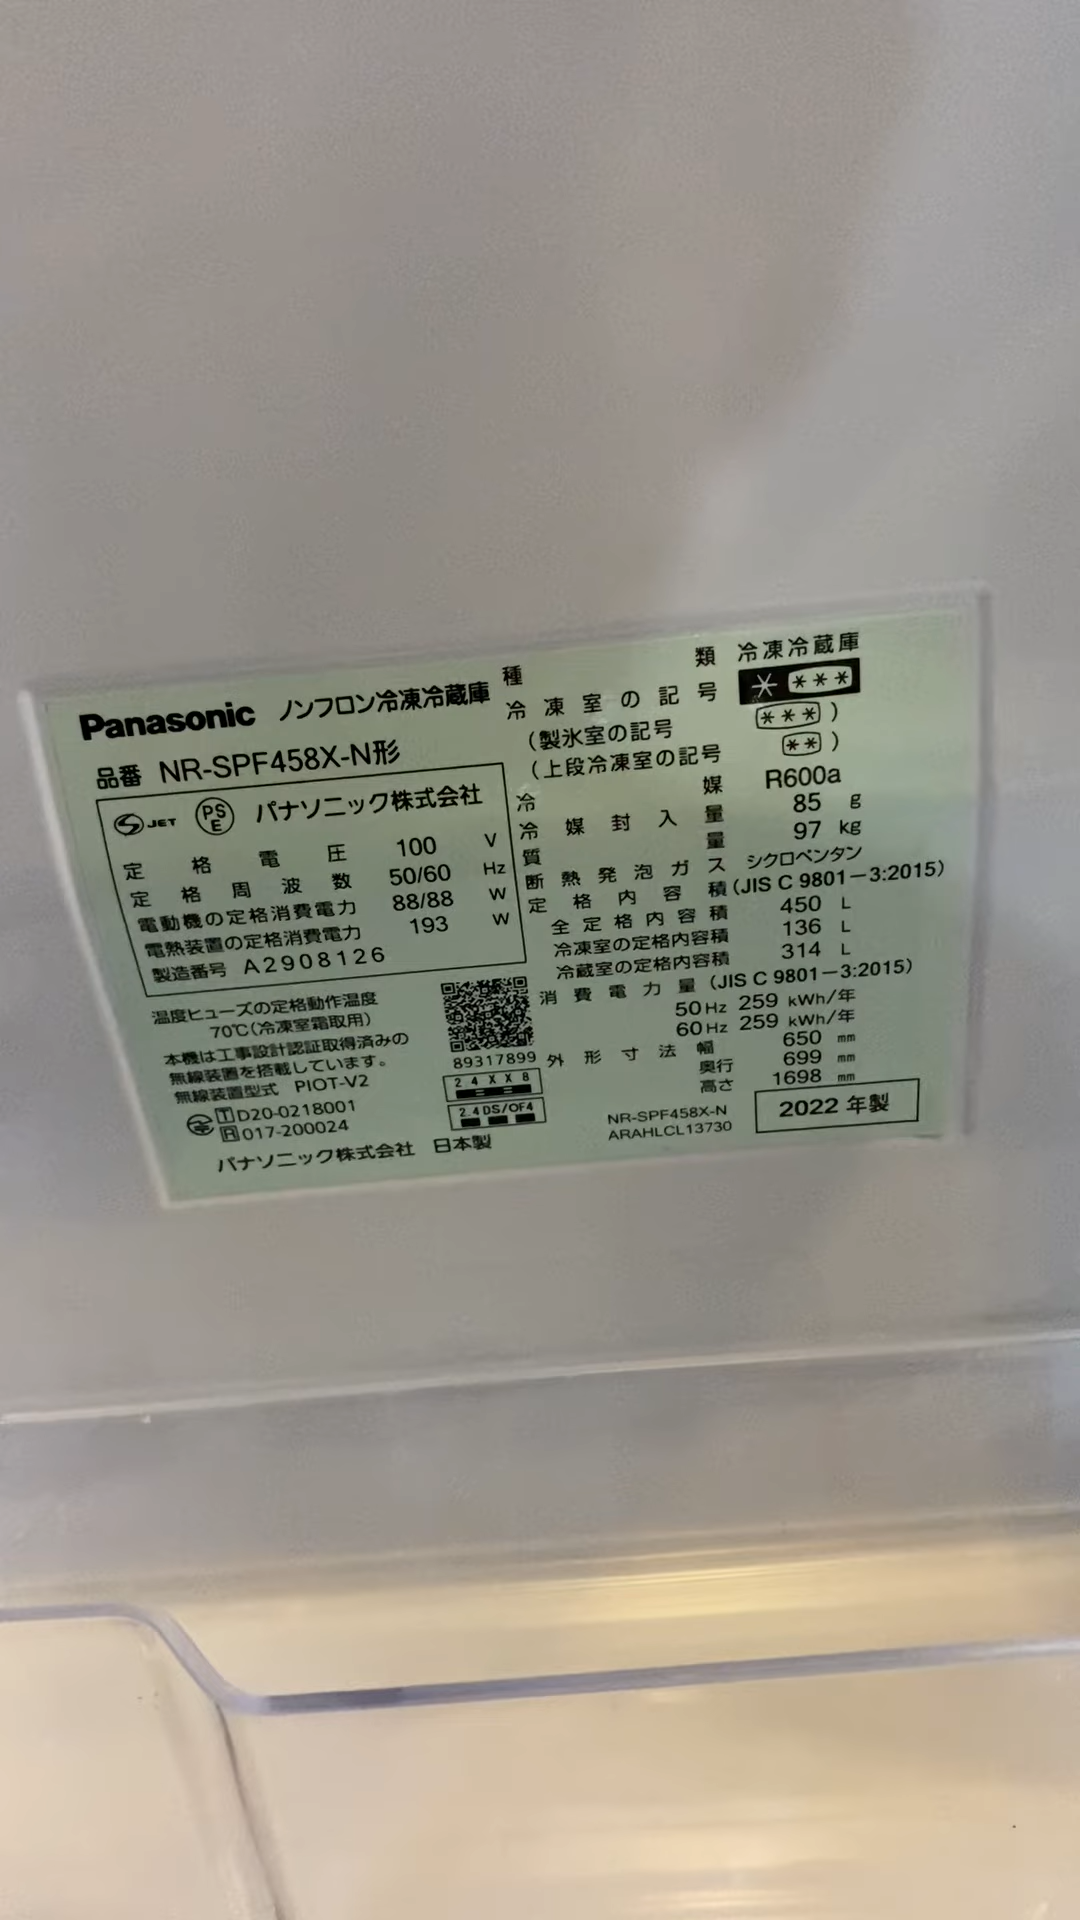 Panasonic ノンフロン冷凍冷蔵庫
品番 NR-SPF458X-N形
JET PSE パナソニック株式会社
定格電圧 100 V
定格周波数 50/60 Hz
電動機の定格消費電力 88/88 W
電熱装置の定格消費電力 193 W
製造番号 A2908126
温度ヒューズの定格動作温度
70℃(冷凍室霜取用)
本機は工事設計認証取得済みの
無線装置を搭載しています。
無線装置型式 PIOT-V2
T D20-0218001
R 017-200024
パナソニック株式会社 日本製
89317899
2 4 X X 8
2.4 DS/OF4
種類 冷凍冷蔵庫
冷凍室の記号 * ***
(製氷室の記号 ***)
(上段冷凍室の記号 **)
冷媒 R600a
冷媒封入量 85 g
質量 97 kg
断熱発泡ガス シクロペンタン
定格内容積(JIS C 9801-3:2015)
全定格内容積 450 L
冷凍室の定格内容積 136 L
冷蔵室の定格内容積 314 L
消費電力量(JIS C 9801-3:2015)
50Hz 259 kWh/年
60Hz 259 kWh/年
外形寸法 幅 650 mm
奥行 699 mm
高さ 1698 mm
NR-SPF458X-N
ARAHLCL13730
2022 年製